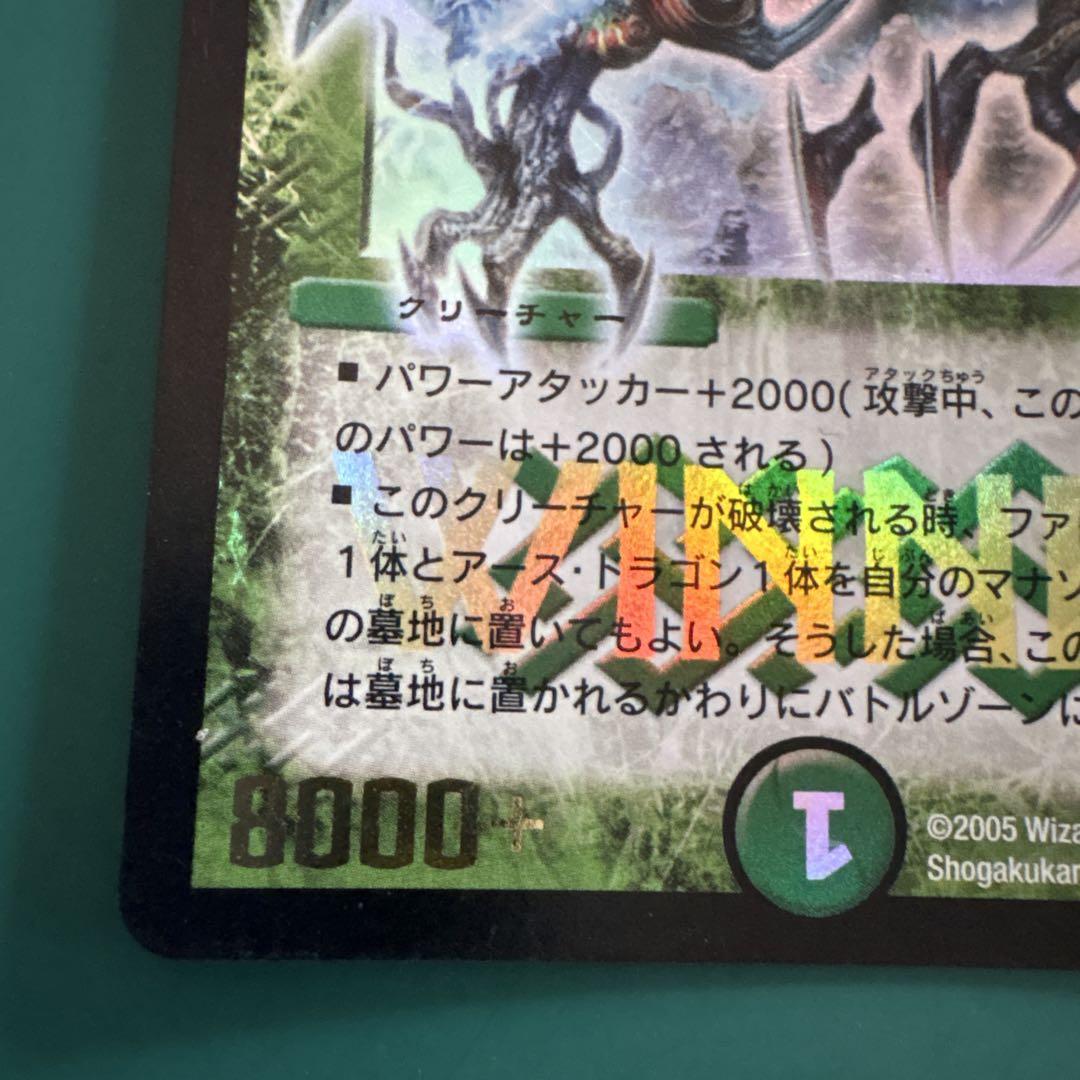 クリーチャー
■ パワーアタッカー+2000(攻撃中、この
のパワーは+2000される)
■ このクリーチャーが破壊される時、ファ
1体とアース・ドラゴン1体を自分のマナソ
の墓地に置いてもよい。そうした場合、この
は墓地に置かれるかわりにバトルゾーンに
WINNE
8000+
1
©2005 Wiza
Shogakukan